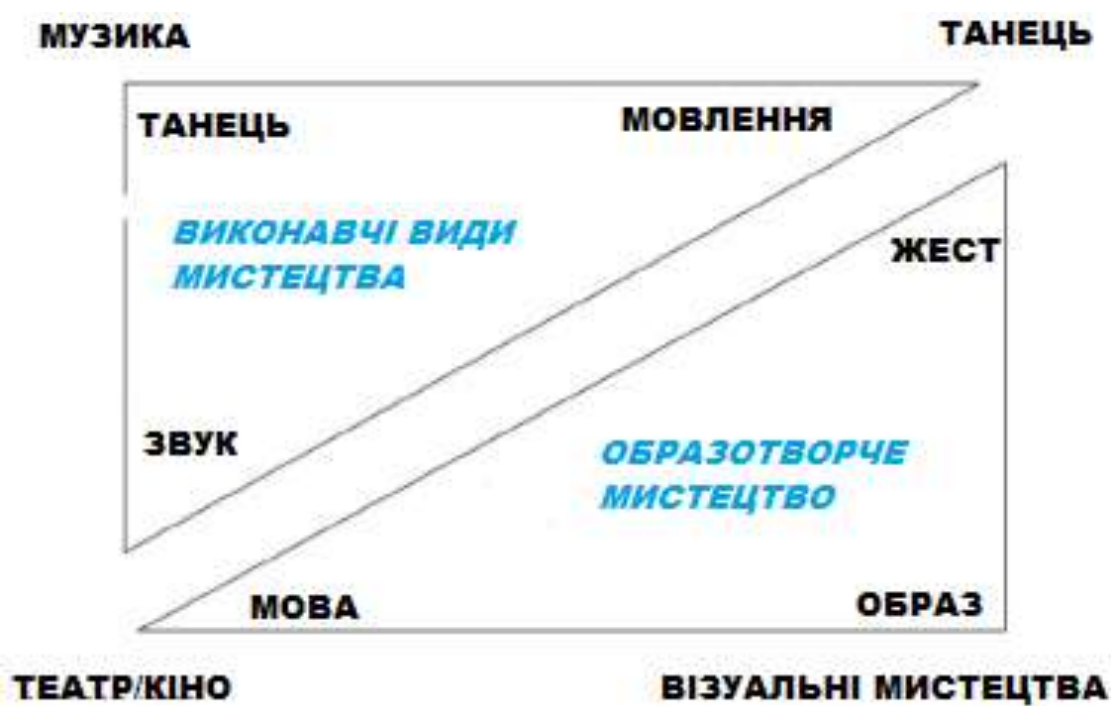 МУЗИКА
ТАНЕЦЬ
ТАНЕЦЬ
МОВЛЕННЯ
ВИКОНАВЧІ ВИДИ
МИСТЕЦТВА
ЖЕСТ
ЗВУК
ОБРАЗОТВОРЧЕ
МИСТЕЦТВО
МОВА
ОБРАЗ
ТЕАТР/КІНО
ВІЗУАЛЬНІ МИСТЕЦТВА